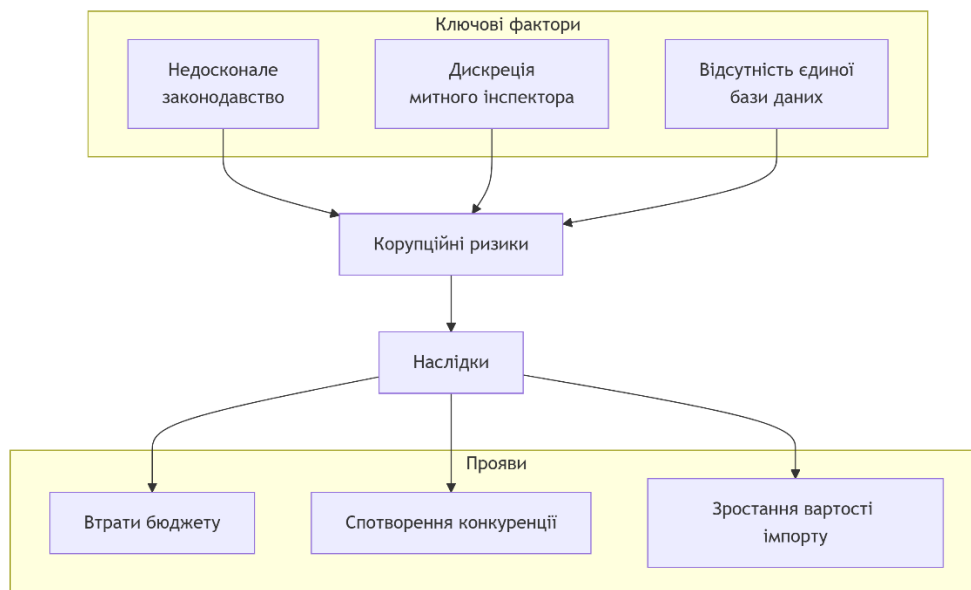 Ключові фактори
Недосконале
законодавство
Дискреція
митного інспектора
Відсутність єдиної
бази даних
Корупційні ризики
Наслідки
Прояви
Втрати бюджету
Спотворення конкуренції
Зростання вартості
імпорту